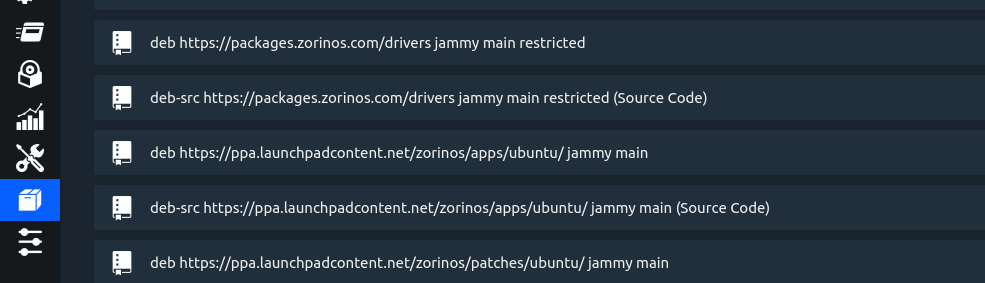 deb https://packages.zorinos.com/drivers jammy main restricted
deb-src https://packages.zorinos.com/drivers jammy main restricted (Source Code)
deb https://ppa.launchpadcontent.net/zorinos/apps/ubuntu/ jammy main
deb-src https://ppa.launchpadcontent.net/zorinos/apps/ubuntu/ jammy main (Source Code)
deb https://ppa.launchpadcontent.net/zorinos/patches/ubuntu/ jammy main